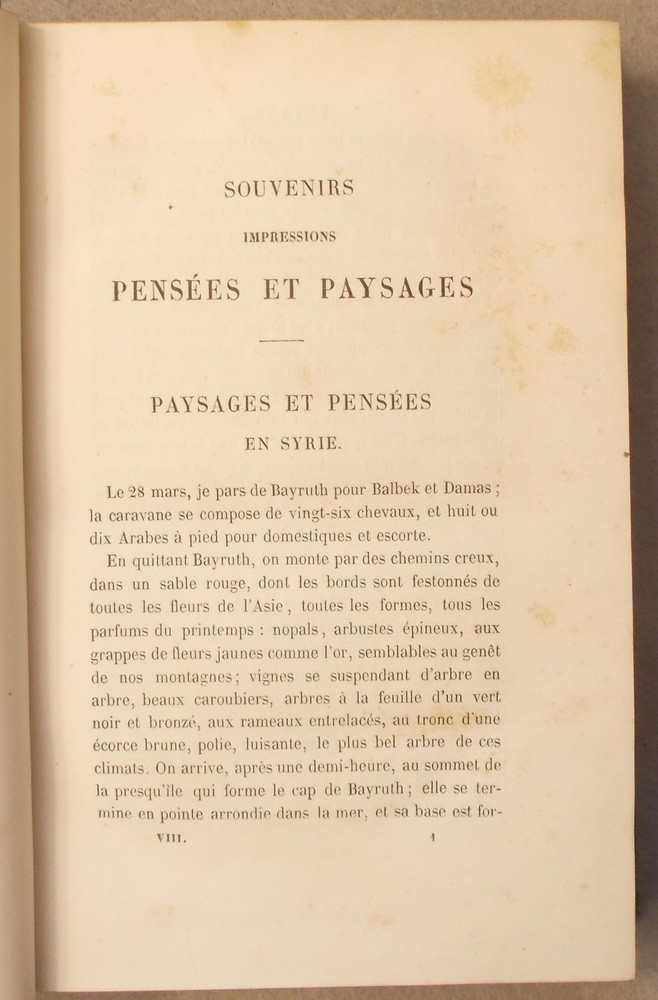 SOUVENIRS
IMPRESSIONS
PENSÉES ET PAYSAGES
PAYSAGES ET PENSÉES
EN SYRIE.
Le 28 mars, je pars de Bayruth pour Balbek et Damas ;
la caravane se compose de vingt-six chevaux, et huit ou
dix Arabes à pied pour domestiques et escorte.
En quittant Bayruth, on monte par des chemins creux,
dans un sable rouge, dont les bords sont festonnés de
toutes les fleurs de l'Asie, toutes les formes, tous les
parfums du printemps : nopals, arbustes épineux, aux
grappes de fleurs jaunes comme l'or, semblables au genêt
de nos montagnes; vignes se suspendant d'arbre en
arbre, beaux caroubiers, arbres à la feuille d'un vert
noir et bronzé, aux rameaux entrelacés, au tronc d'une
écorce brune, polie, luisante, le plus bel arbre de ces
climats. On arrive, après une demi-heure, au sommet de
la presqu'île qui forme le cap de Bayruth; elle se ter-
mine en pointe arrondie dans la mer, et sa base est for-
VIII. 1